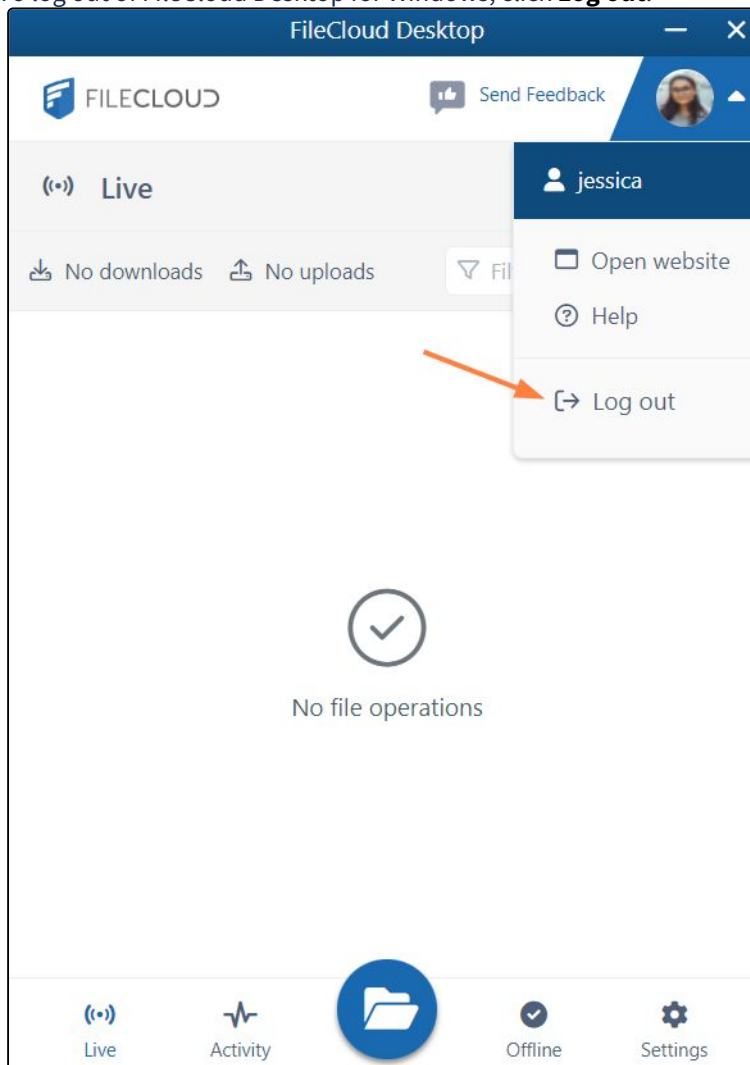 FileCloud Desktop
FILECLOUD
Send Feedback
jessica
Live
Open website
No downloads No uploads Fil
Help
Log out
No file operations
Live Activity Offline Settings